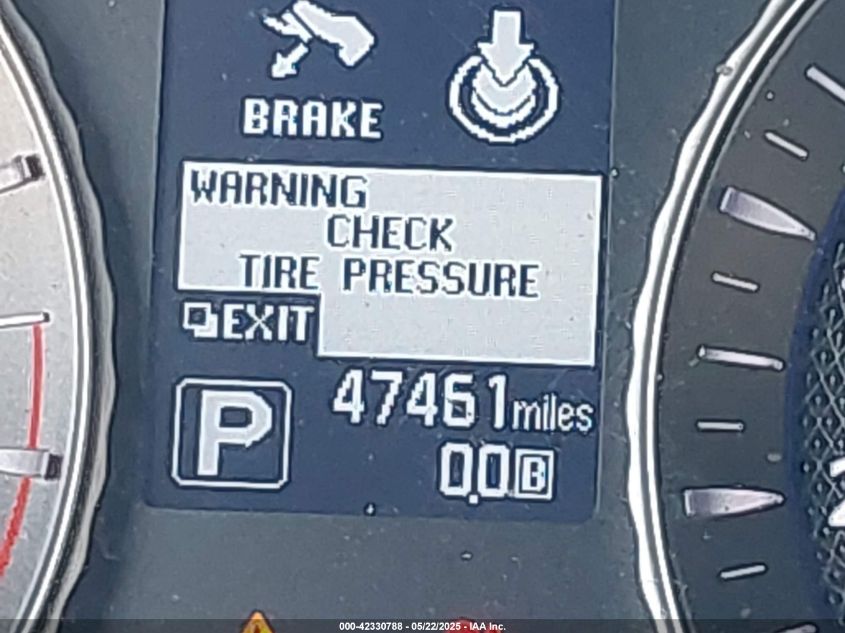 BRAKE
WARNING
CHECK
TIRE PRESSURE
EXIT
P
47461 miles
0.0 B
000-42330788 - 05/22/2025 - IAA Inc.